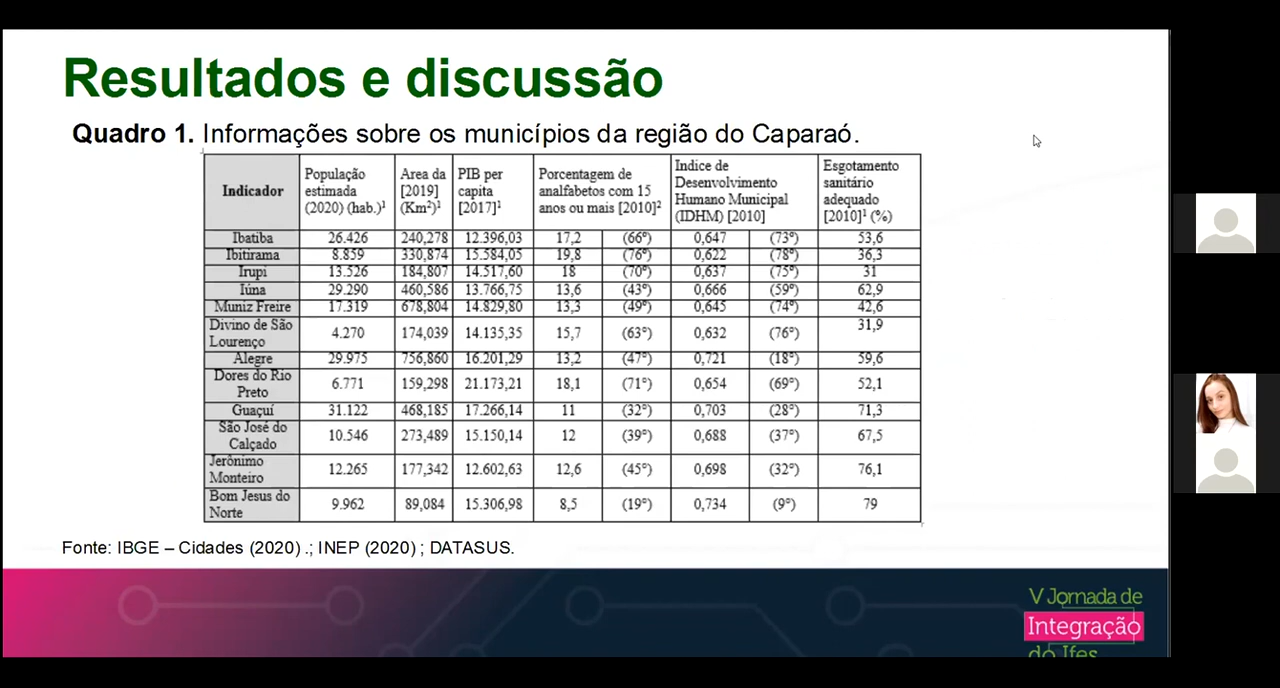 Resultados e discussão
Quadro 1. Informações sobre os municípios da região do Caparaó.
Indicador
População estimada (2020) (hab.)¹
Area da [2019] (Km²)¹
PIB per capita [2017]¹
Porcentagem de analfabetos com 15 anos ou mais [2010]²
Indice de Desenvolvimento Humano Municipal (IDHM) [2010]
Esgotamento sanitário adequado [2010]¹ (%)
Ibatiba 26.426 240,278 12.396,03 17,2 (66º) 0,647 (73º) 53,6
Ibitirama 8.859 330,874 15.584,05 19,8 (76º) 0,622 (78º) 36,3
Irupi 13.526 184,807 14.517,60 18 (70º) 0,637 (75º) 31
Iúna 29.290 460,586 13.766,75 13,6 (43º) 0,666 (59º) 62,9
Muniz Freire 17.319 678,804 14.829,80 13,3 (49º) 0,645 (74º) 42,6
Divino de São Lourenço 4.270 174,039 14.135,35 15,7 (63º) 0,632 (76º) 31,9
Alegre 29.975 756,860 16.201,29 13,2 (47º) 0,721 (18º) 59,6
Dores do Rio Preto 6.771 159,298 21.173,21 18,1 (71º) 0,654 (69º) 52,1
Guaçuí 31.122 468,185 17.266,14 11 (32º) 0,703 (28º) 71,3
São José do Calçado 10.546 273,489 15.150,14 12 (39º) 0,688 (37º) 67,5
Jerônimo Monteiro 12.265 177,342 12.602,63 12,6 (45º) 0,698 (32º) 76,1
Bom Jesus do Norte 9.962 89,084 15.306,98 8,5 (19º) 0,734 (9º) 79
Fonte: IBGE – Cidades (2020) .; INEP (2020) ; DATASUS.
V Jornada de
Integração
do Ifes